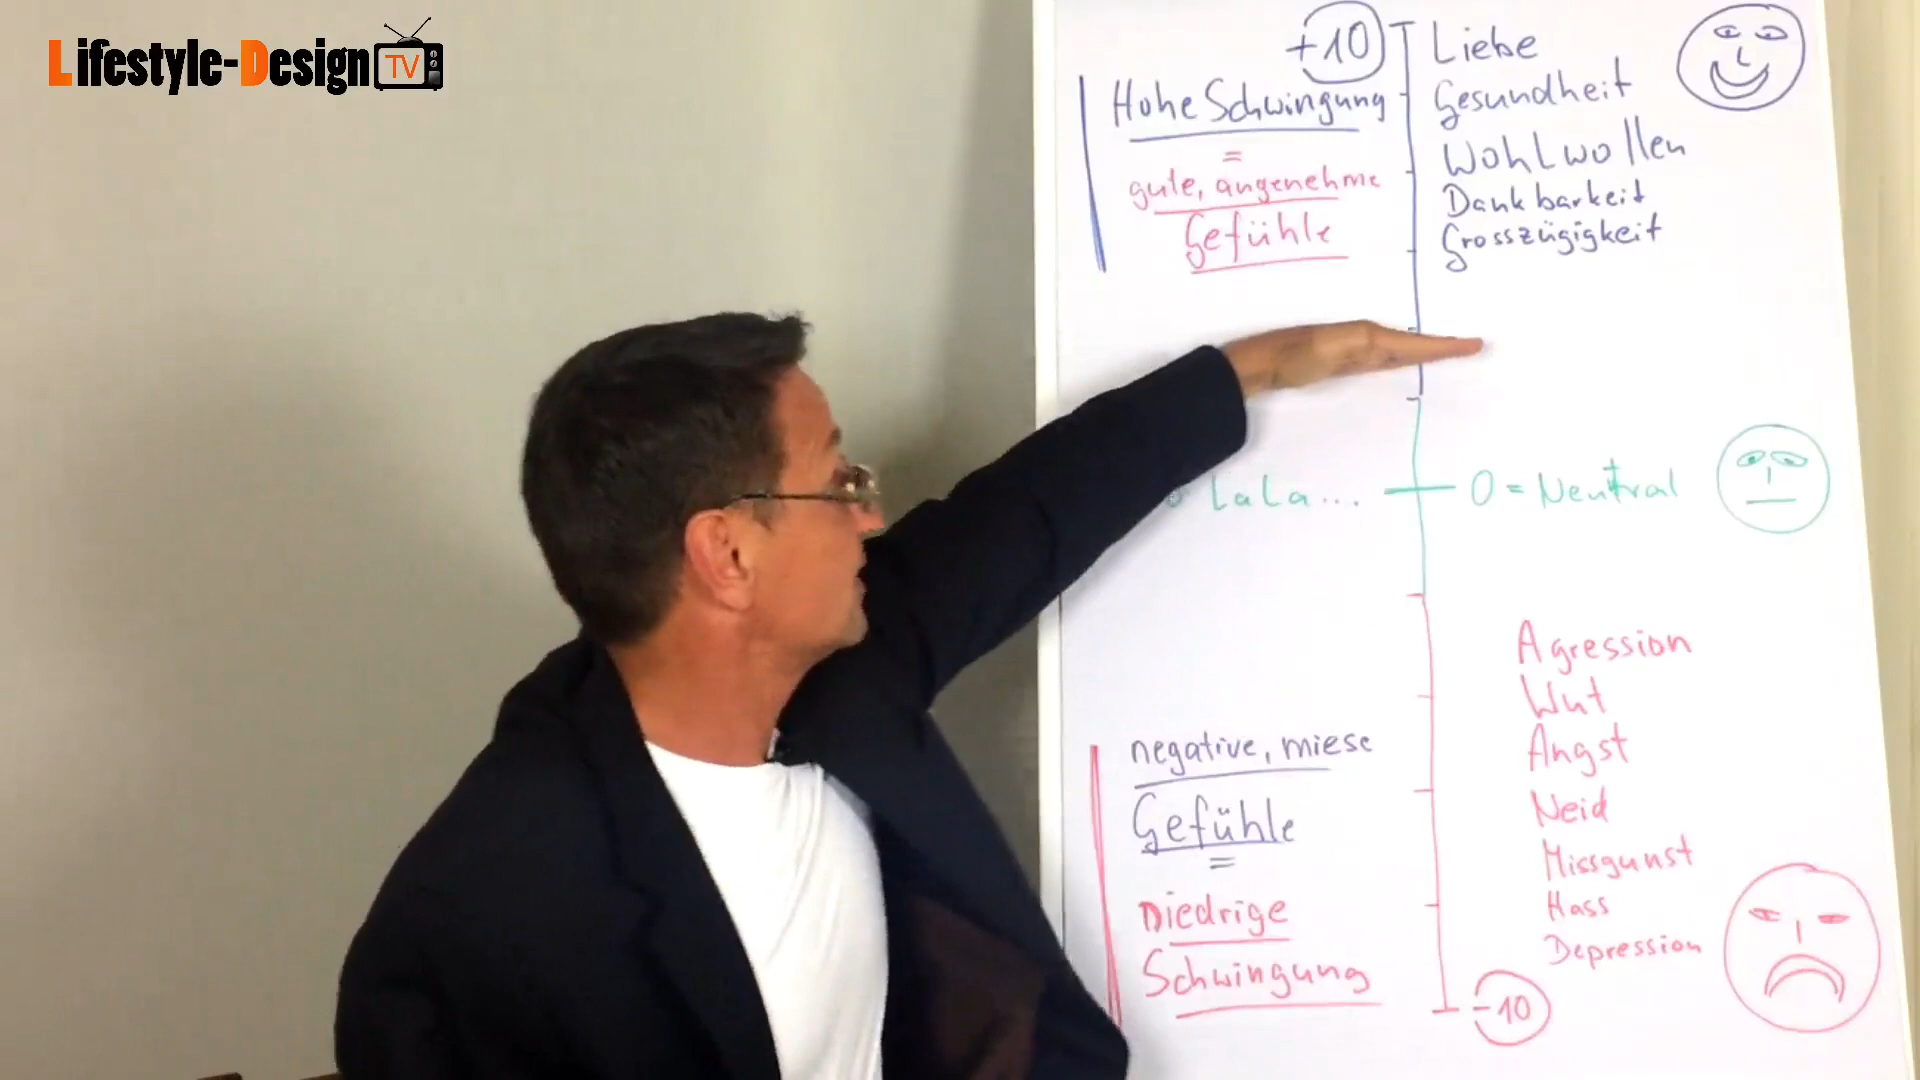 Lifestyle-Design TV
+10
Hohe Schwingung
=
gute, angenehme
Gefühle
Liebe
Gesundheit
Wohlwollen
Dankbarkeit
Grosszügigkeit
LaLa...
0 = Neutral
negative, miese
Gefühle
=
Niedrige
Schwingung
Agression
Wut
Angst
Neid
Missgunst
Hass
Depression
-10